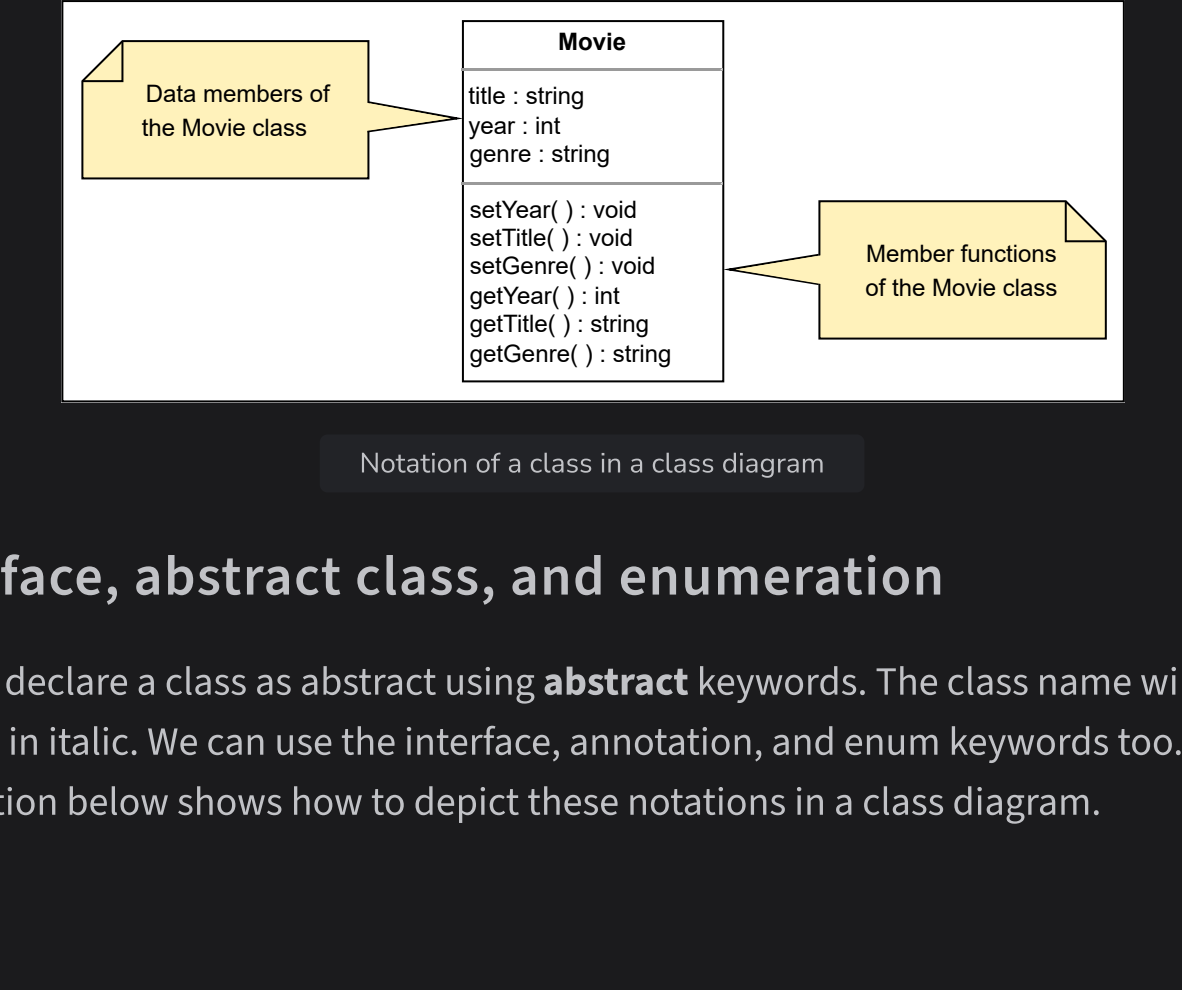 Movie
Data members of
the Movie class
title : string
year : int
genre : string
setYear( ) : void
setTitle( ) : void
setGenre( ) : void
getYear( ) : int
getTitle( ) : string
getGenre( ) : string
Member functions
of the Movie class
Notation of a class in a class diagram
face, abstract class, and enumeration
declare a class as abstract using abstract keywords. The class name wi
in italic. We can use the interface, annotation, and enum keywords too.
tion below shows how to depict these notations in a class diagram.